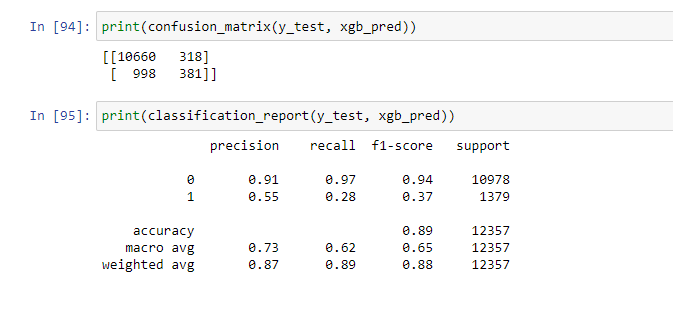 In [94]: print(confusion_matrix(y_test, xgb_pred))
[[10660   318]
 [  998   381]]
In [95]: print(classification_report(y_test, xgb_pred))
              precision    recall  f1-score   support
           0       0.91      0.97      0.94     10978
           1       0.55      0.28      0.37      1379
    accuracy                           0.89     12357
   macro avg       0.73      0.62      0.65     12357
weighted avg       0.87      0.89      0.88     12357